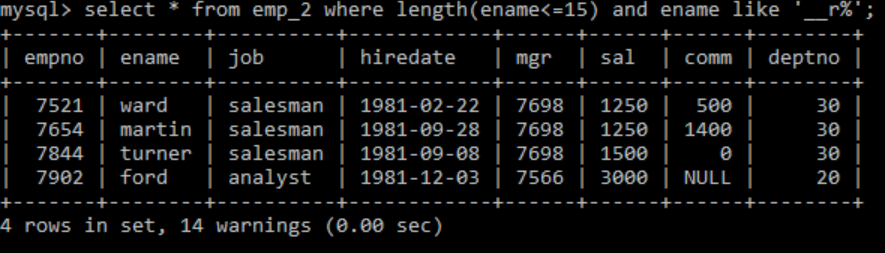 mysql> select * from emp_2 where length(ename<=15) and ename like '__r%';
+-------+--------+----------+------------+------+------+------+--------+
| empno | ename  | job      | hiredate   | mgr  | sal  | comm | deptno |
+-------+--------+----------+------------+------+------+------+--------+
|  7521 | ward   | salesman | 1981-02-22 | 7698 | 1250 |  500 |     30 |
|  7654 | martin | salesman | 1981-09-28 | 7698 | 1250 | 1400 |     30 |
|  7844 | turner | salesman | 1981-09-08 | 7698 | 1500 |    0 |     30 |
|  7902 | ford   | analyst  | 1981-12-03 | 7566 | 3000 | NULL |     20 |
+-------+--------+----------+------------+------+------+------+--------+
4 rows in set, 14 warnings (0.00 sec)